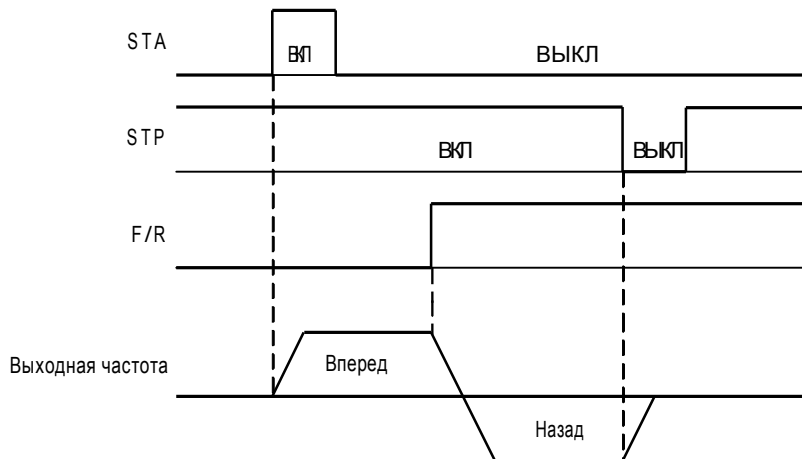 STA
ВКЛ
ВЫКЛ
STP
ВКЛ
ВЫКЛ
F/R
Выходная частота
Вперед
Назад